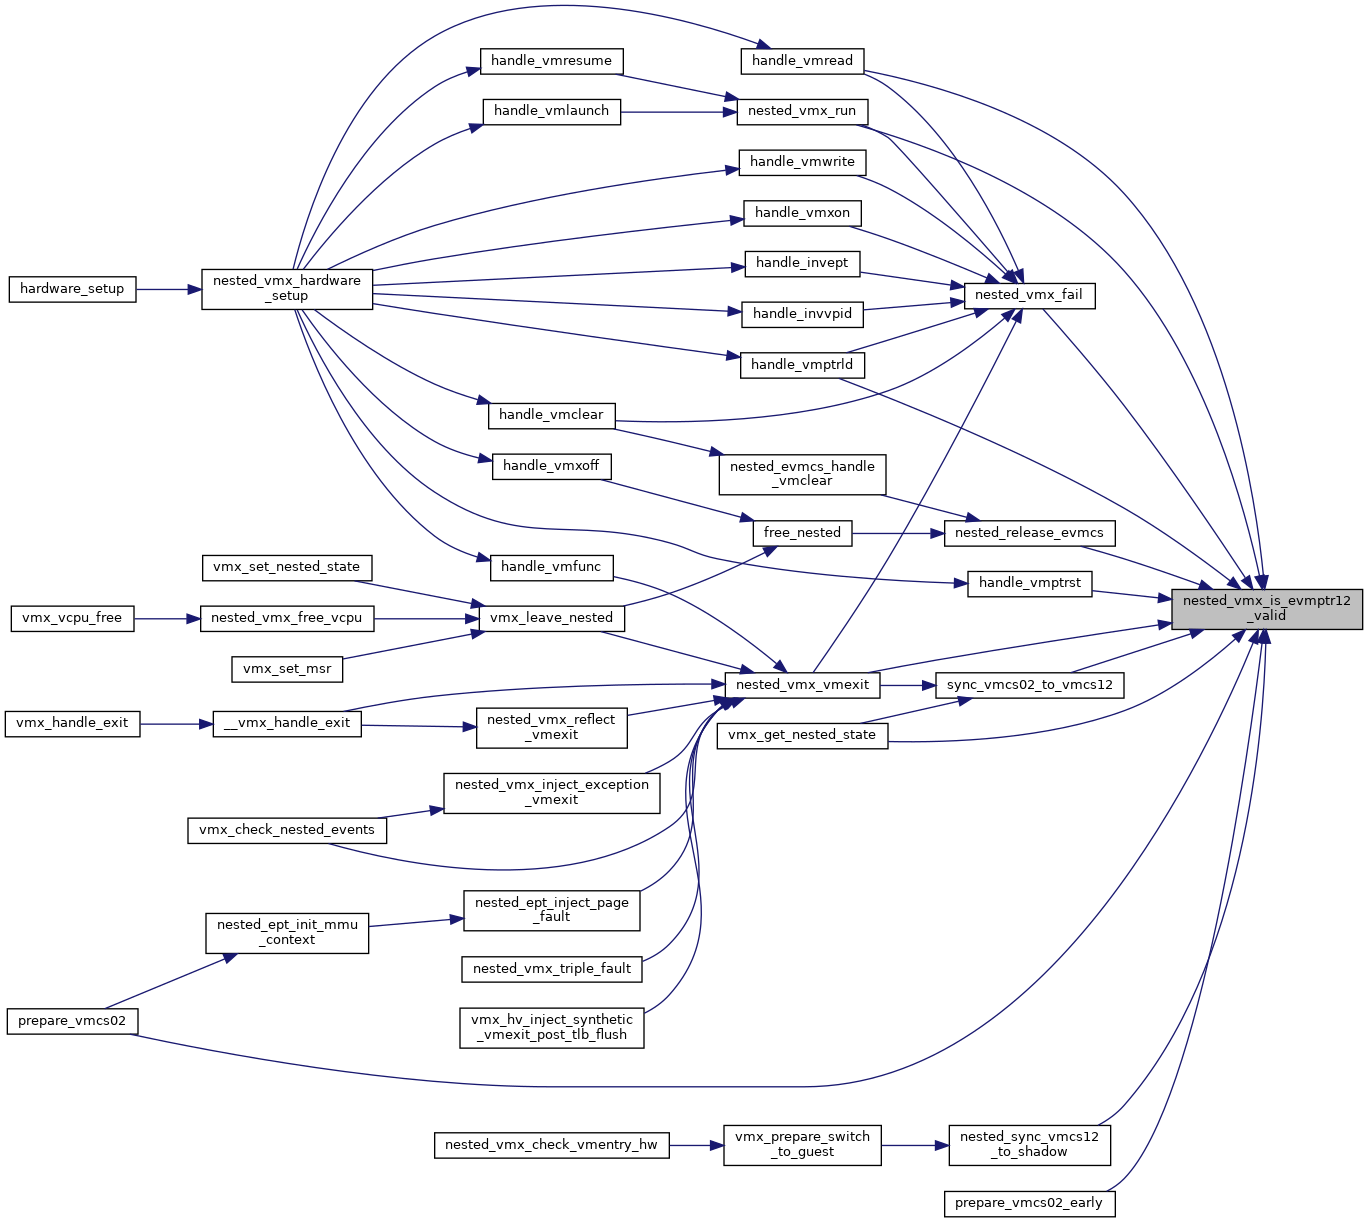 handle_vmresume
handle_vmread
handle_vmlaunch
nested_vmx_run
handle_vmwrite
handle_vmxon
handle_invept
hardware_setup
nested_vmx_hardware
_setup
nested_vmx_fail
handle_invvpid
handle_vmptrld
handle_vmclear
handle_vmxoff
nested_evmcs_handle
_vmclear
free_nested
nested_release_evmcs
vmx_set_nested_state
handle_vmfunc
handle_vmptrst
nested_vmx_is_evmptr12
_valid
vmx_vcpu_free
nested_vmx_free_vcpu
vmx_leave_nested
vmx_set_msr
nested_vmx_vmexit
sync_vmcs02_to_vmcs12
vmx_handle_exit
__vmx_handle_exit
nested_vmx_reflect
_vmexit
vmx_get_nested_state
nested_vmx_inject_exception
_vmexit
vmx_check_nested_events
nested_ept_inject_page
_fault
nested_ept_init_mmu
_context
nested_vmx_triple_fault
prepare_vmcs02
vmx_hv_inject_synthetic
_vmexit_post_tlb_flush
nested_vmx_check_vmentry_hw
vmx_prepare_switch
_to_guest
nested_sync_vmcs12
_to_shadow
prepare_vmcs02_early